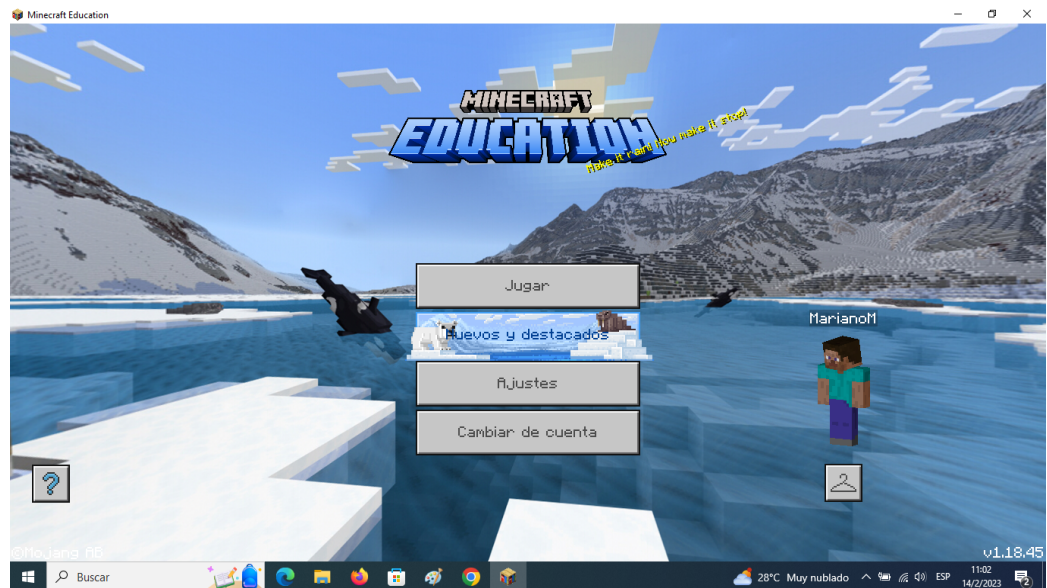 Minecraft Education
MINECRAFT
EDUCATION
Make it rain! Now make it stop!
Jugar
Nuevos y destacados
Ajustes
Cambiar de cuenta
MarianoM
?
©Mojang AB
v1.18.45
Buscar
28°C Muy nublado
ESP
11:02
14/2/2023
2